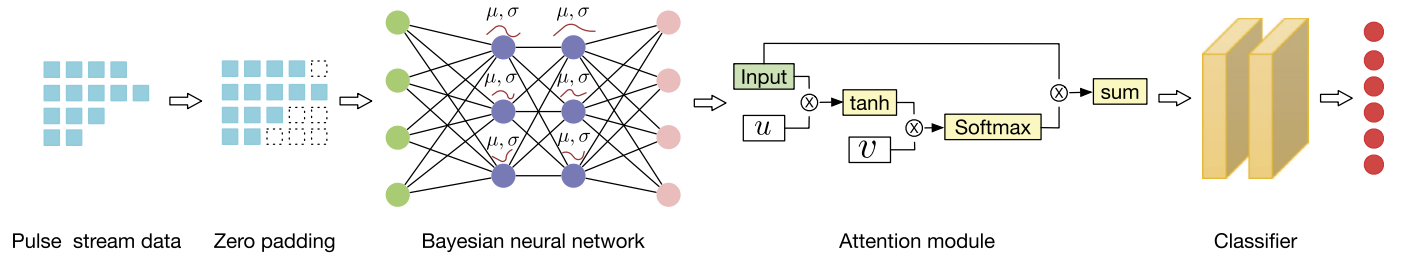 μ, σ
μ, σ
μ, σ
μ, σ
μ, σ
μ, σ
Input
u
tanh
v
Softmax
sum
Pulse stream data
Zero padding
Bayesian neural network
Attention module
Classifier